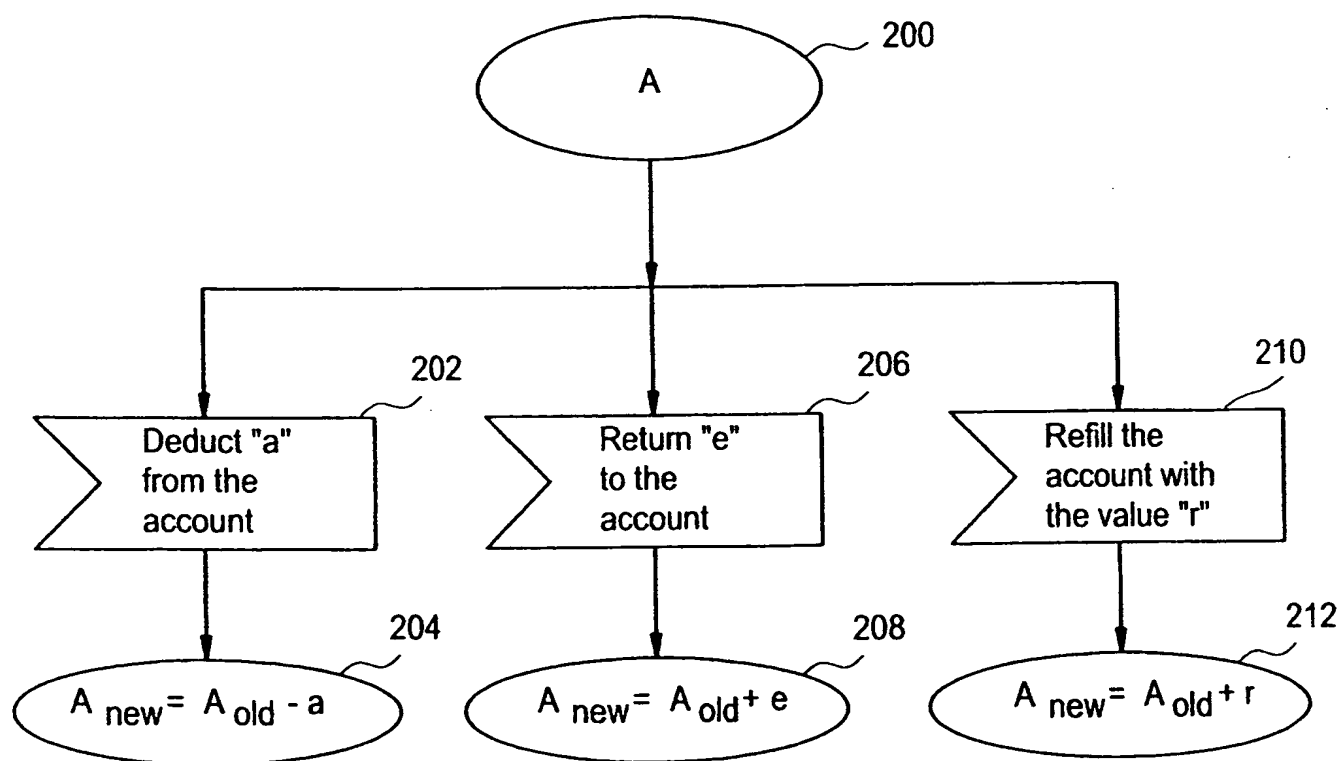 200
A
202
206
210
Deduct "a"
from the
account
Return "e"
to the
account
Refill the
account with
the value "r"
204
208
212
A new = A old - a
A new = A old + e
A new = A old + r